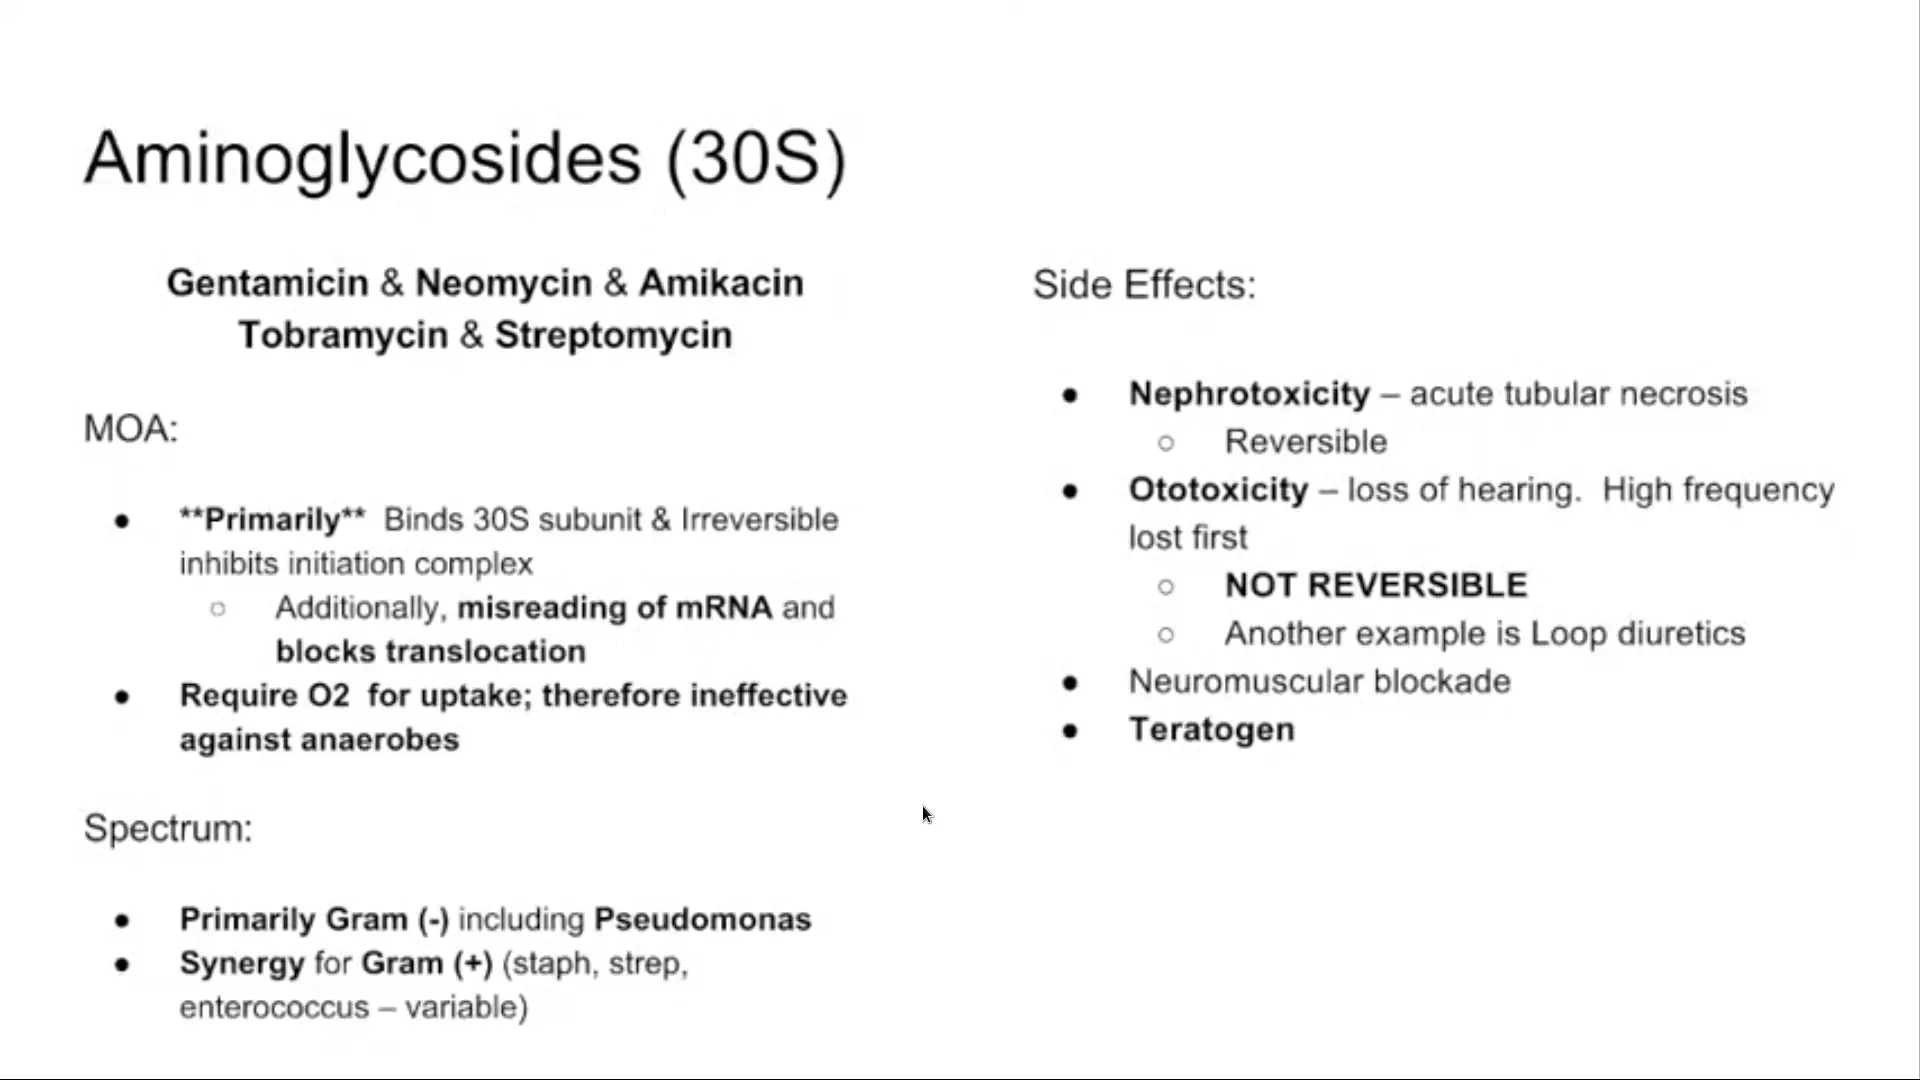 Aminoglycosides (30S)
Gentamicin & Neomycin & Amikacin
Tobramycin & Streptomycin
MOA:
● **Primarily** Binds 30S subunit & Irreversible
inhibits initiation complex
○ Additionally, misreading of mRNA and
blocks translocation
● Require O2 for uptake; therefore ineffective
against anaerobes
Spectrum:
● Primarily Gram (-) including Pseudomonas
● Synergy for Gram (+) (staph, strep,
enterococcus – variable)
Side Effects:
● Nephrotoxicity – acute tubular necrosis
○ Reversible
● Ototoxicity – loss of hearing. High frequency
lost first
○ NOT REVERSIBLE
○ Another example is Loop diuretics
● Neuromuscular blockade
● Teratogen